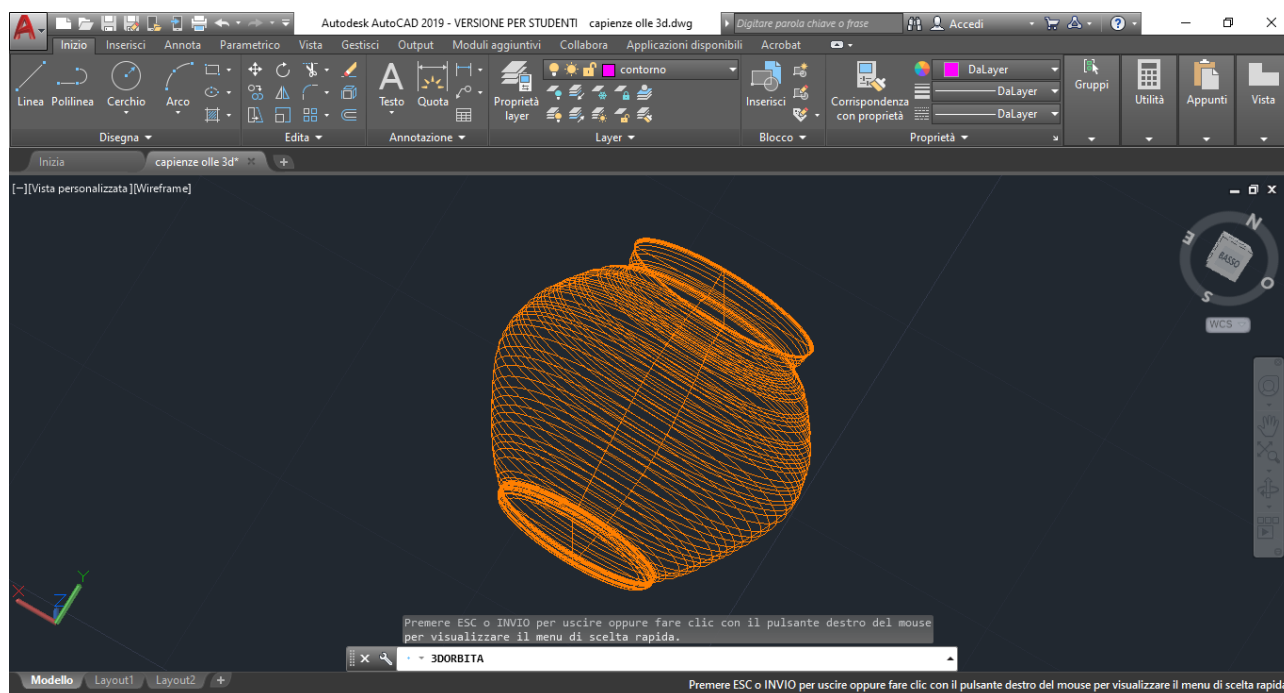 Autodesk AutoCAD 2019 - VERSIONE PER STUDENTI capienze olle 3d.dwg Digitare parola chiave o frase Accedi
Inizio Inserisci Annota Parametrico Vista Gestisci Output Moduli aggiuntivi Collabora Applicazioni disponibili Acrobat
contorno DaLayer
Linea Polilinea Cerchio Arco Testo Quota Proprietà layer Inserisci Corrispondenza con proprietà DaLayer Gruppi Utilità Appunti Vista
DaLayer
Disegna Edita Annotazione Layer Blocco Proprietà
Inizia capienze olle 3d* +
[−][Vista personalizzata][Wireframe]
N
E
BASSO
O
S
WCS
Y
X
Z
Premere ESC o INVIO per uscire oppure fare clic con il pulsante destro del mouse
per visualizzare il menu di scelta rapida.
3DORBITA
Modello Layout1 Layout2 +
Premere ESC o INVIO per uscire oppure fare clic con il pulsante destro del mouse per visualizzare il menu di scelta rapid